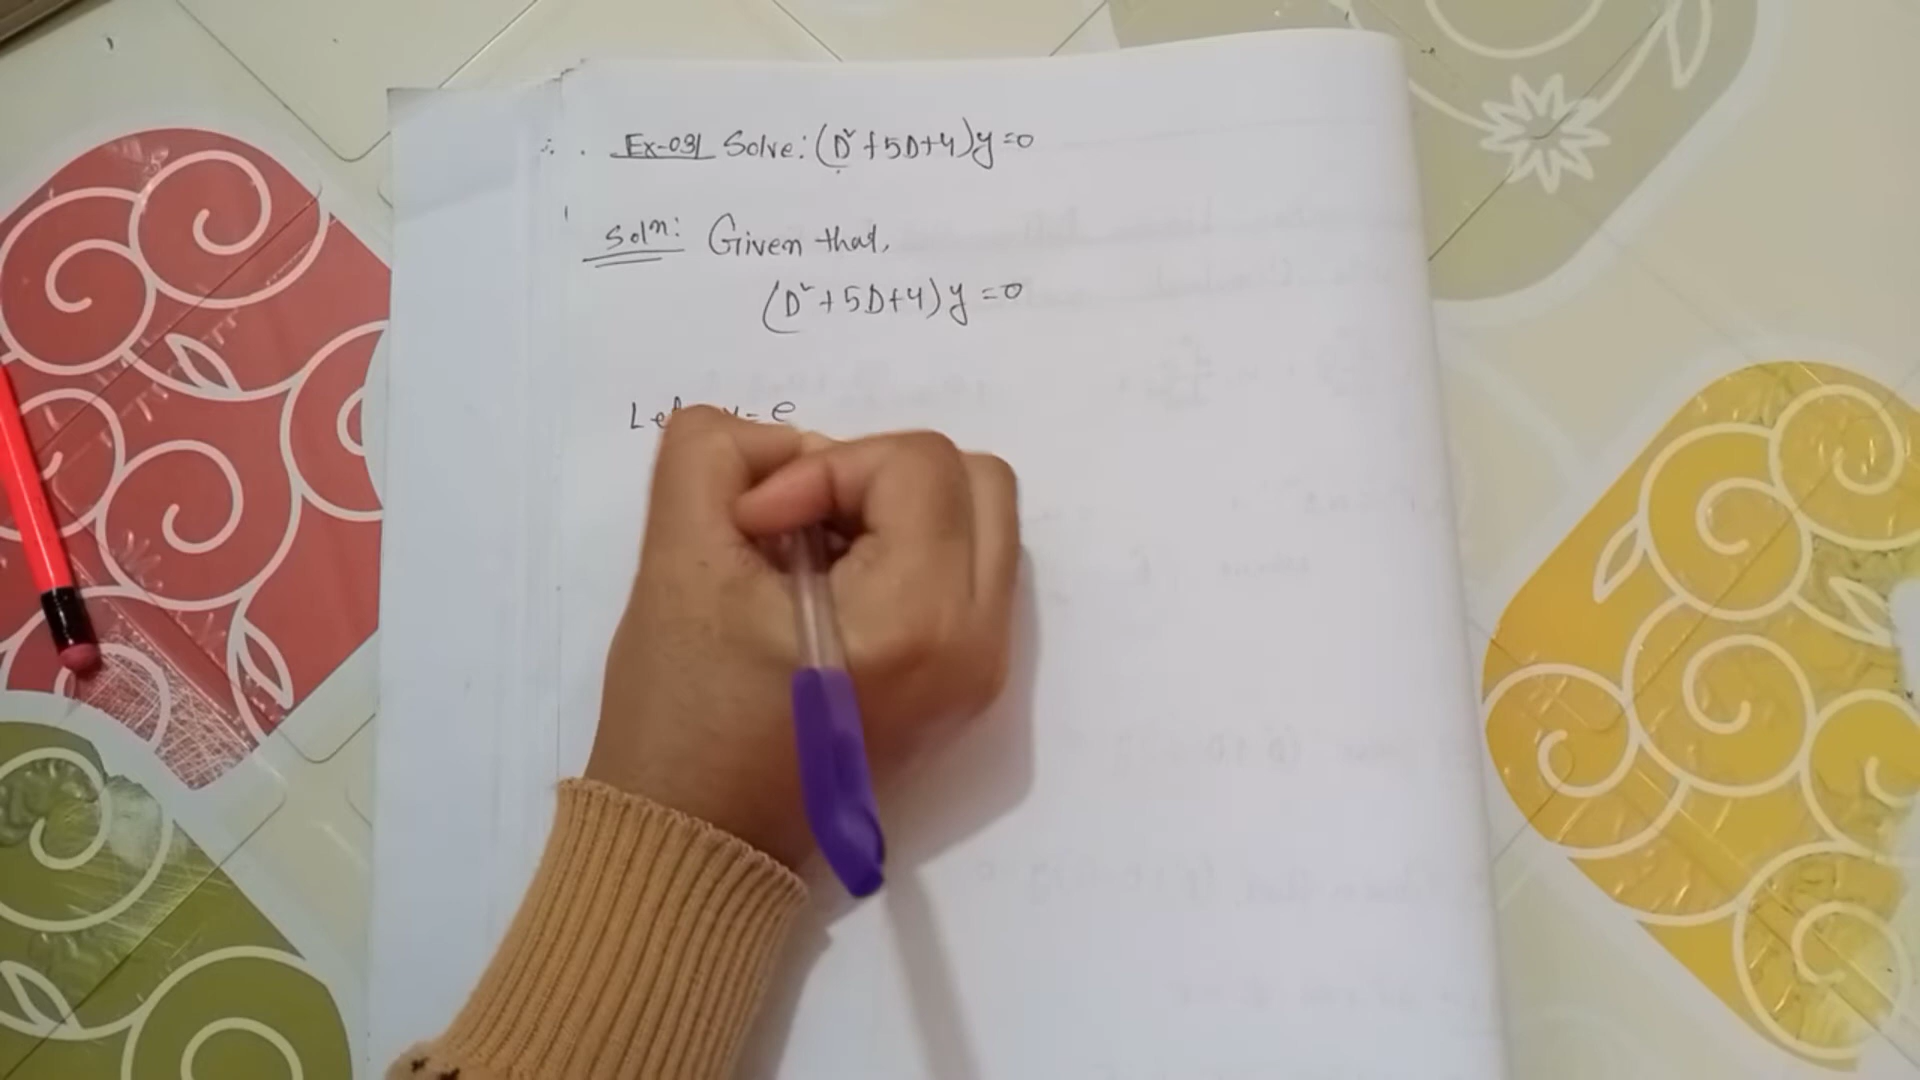 Ex-03/ Solve: (D²+5D+4)y=0
Solⁿ: Given that,
(D²+5D+4)y=0
Let y=e